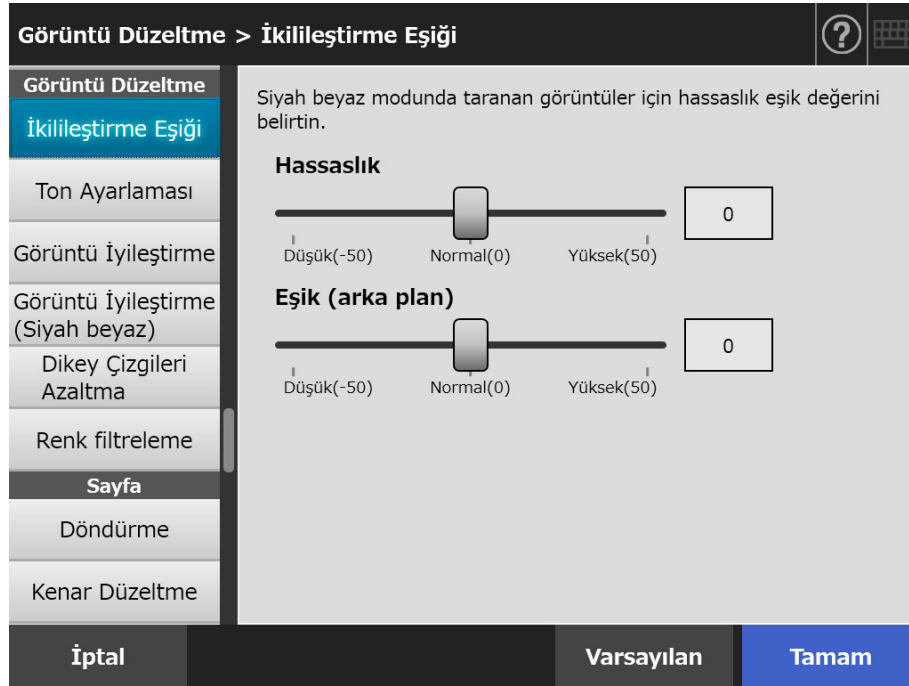 Görüntü Düzeltme > İkilileştirme Eşiği
?
Görüntü Düzeltme
İkilileştirme Eşiği
Ton Ayarlaması
Görüntü İyileştirme
Görüntü İyileştirme
(Siyah beyaz)
Dikey Çizgileri
Azaltma
Renk filtreleme
Sayfa
Döndürme
Kenar Düzeltme
Siyah beyaz modunda taranan görüntüler için hassaslık eşik değerini
belirtin.
Hassaslık
0
Düşük(-50) Normal(0) Yüksek(50)
Eşik (arka plan)
0
Düşük(-50) Normal(0) Yüksek(50)
İptal Varsayılan Tamam